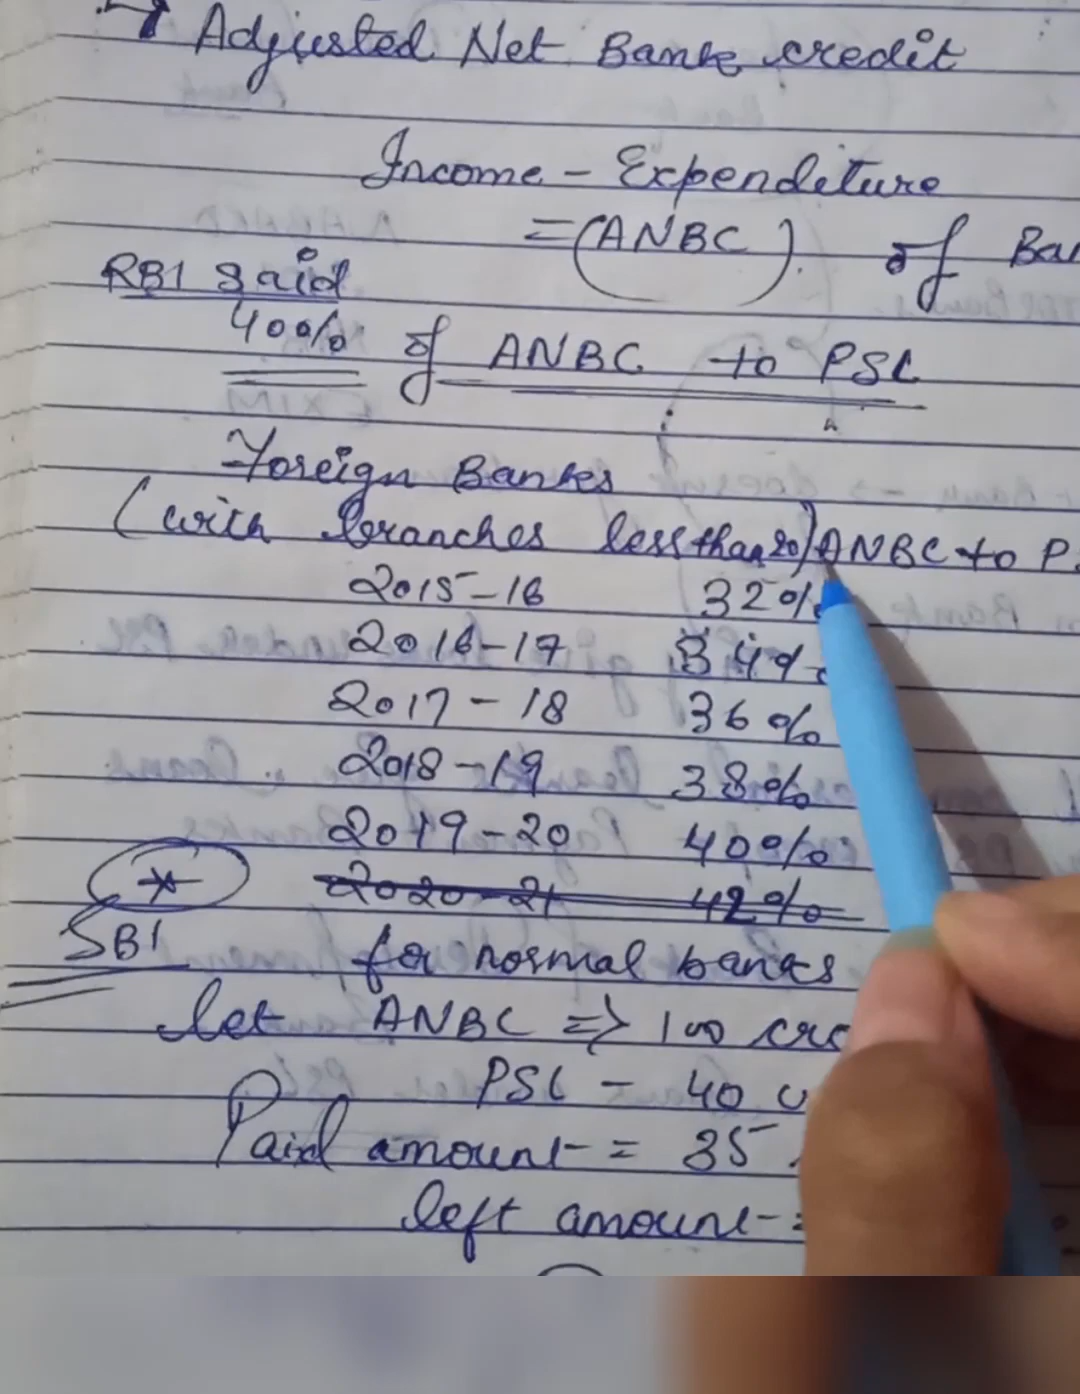 → Adjusted Net Bank credit
Income - Expenditure
= (ANBC). of Ba
RBI said
40% of ANBC to PSL
Foreign Banks
(with branches less than 20) ANBC to P
2015-16 32%
2016-17 34%
2017-18 36%
2018-19 38%
2019-20 40%
2020-21 42%
SBI for normal banks
let ANBC => 100 cr
PSL - 40 c
Paid amount = 35
left amount =